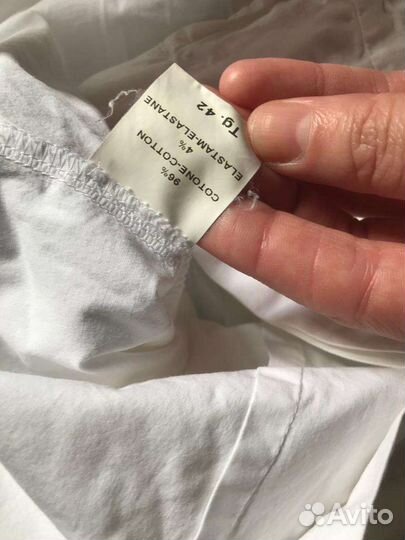 96%
COTONE-COTTON
4%
ELASTAM-ELASTANE
Tg. 42
Avito